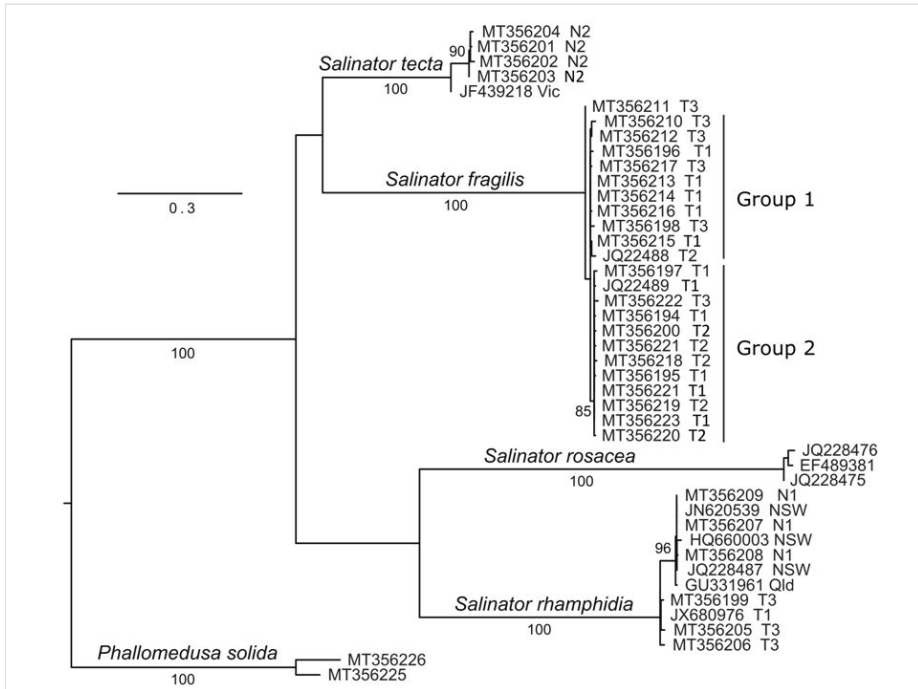 MT356204 N2
90
MT356201 N2
Salinator tecta
MT356202 N2
100
MT356203 N2
JF439218 Vic
MT356211 T3
MT356210 T3
MT356212 T3
MT356196 T1
MT356217 T3
Salinator fragilis
MT356213 T1
100
MT356214 T1
Group 1
0.3
MT356216 T1
MT356198 T3
MT356215 T1
JQ22488 T2
MT356197 T1
JQ22489 T1
MT356222 T3
MT356194 T1
MT356200 T2
100
MT356221 T2
Group 2
MT356218 T2
MT356195 T1
MT356221 T1
85
MT356219 T2
MT356223 T1
MT356220 T2
JQ228476
Salinator rosacea
EF489381
100
JQ228475
MT356209 N1
JN620539 NSW
MT356207 N1
HQ660003 NSW
96
MT356208 N1
JQ228487 NSW
GU331961 Qld
Salinator rhamphidia
MT356199 T3
100
JX680976 T1
MT356205 T3
MT356206 T3
Phallomedusa solida
MT356226
100
MT356225